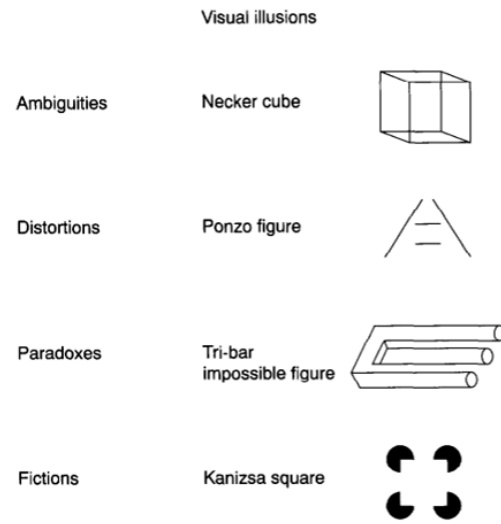 Visual illusions
Ambiguities Necker cube
Distortions Ponzo figure
Paradoxes Tri-bar
impossible figure
Fictions Kanizsa square